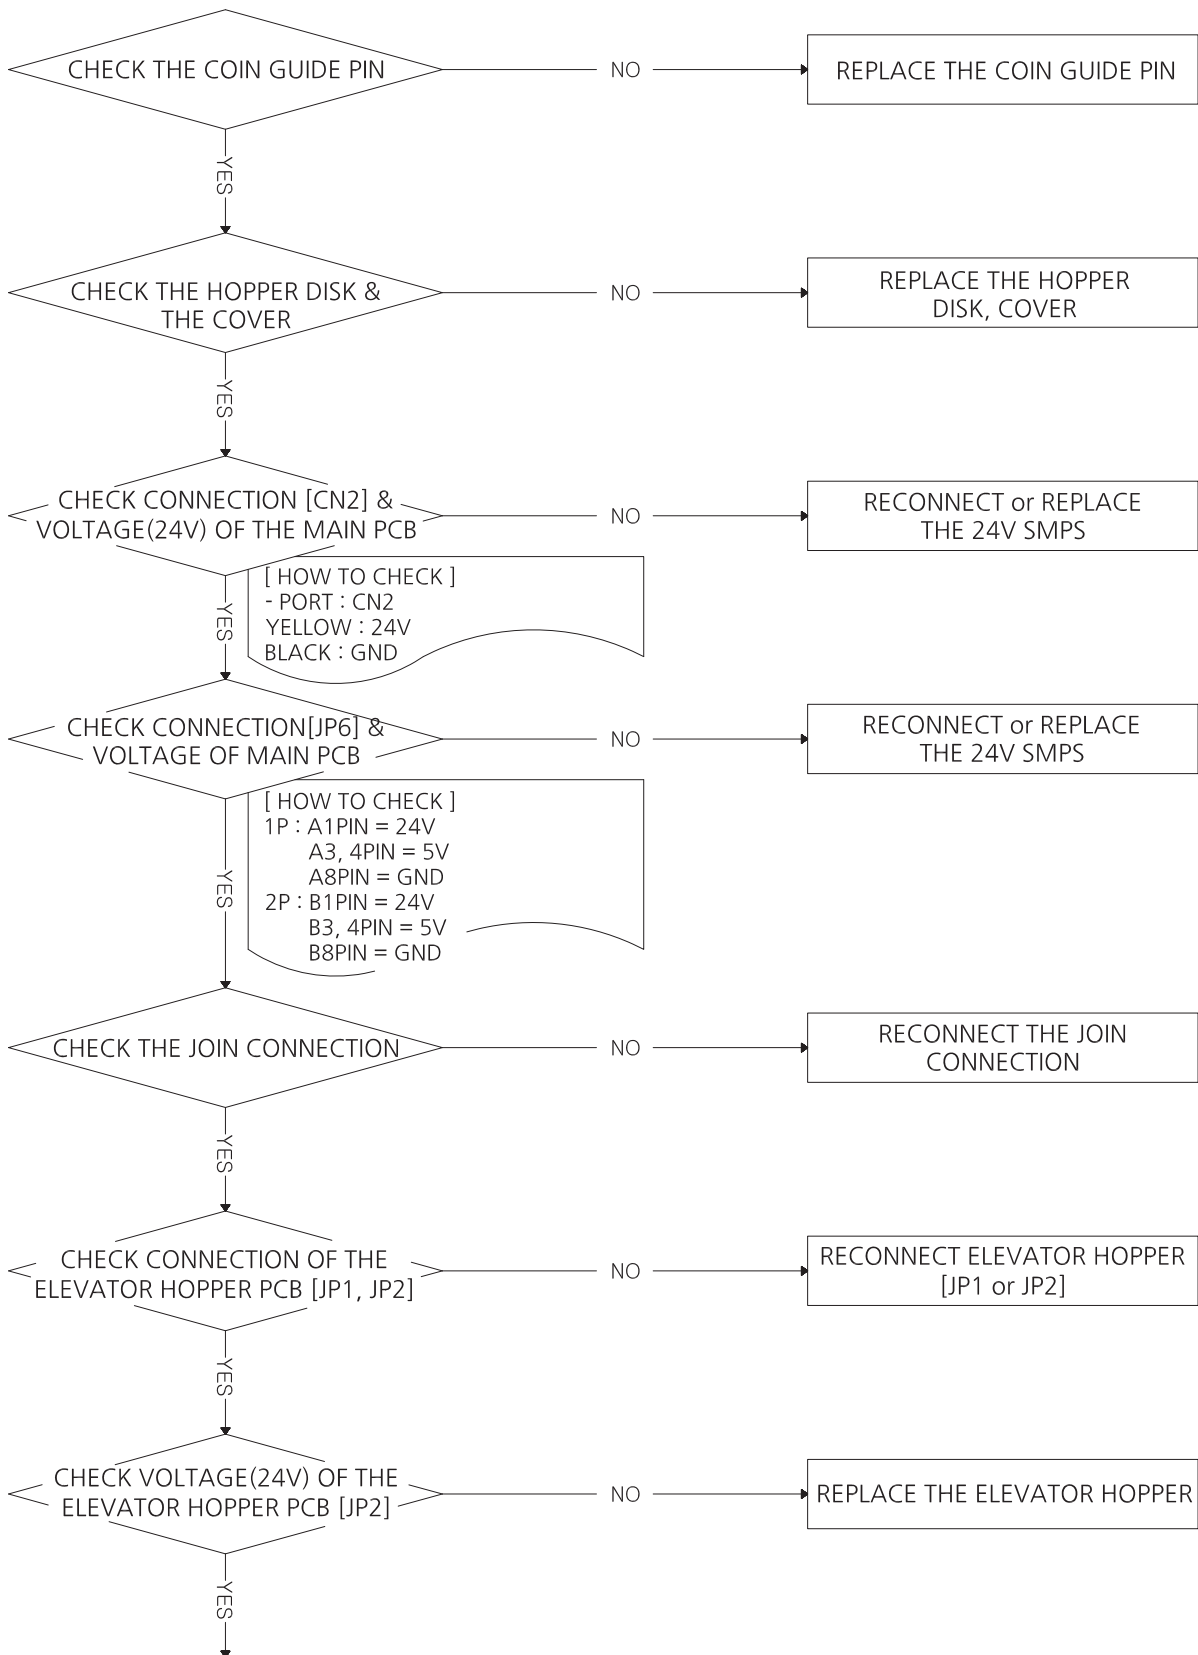 CHECK THE COIN GUIDE PIN
NO
REPLACE THE COIN GUIDE PIN
YES
CHECK THE HOPPER DISK &
THE COVER
NO
REPLACE THE HOPPER
DISK, COVER
YES
CHECK CONNECTION [CN2] &
VOLTAGE(24V) OF THE MAIN PCB
NO
RECONNECT or REPLACE
THE 24V SMPS
[ HOW TO CHECK ]
- PORT : CN2
YELLOW : 24V
BLACK : GND
YES
CHECK CONNECTION[JP6] &
VOLTAGE OF MAIN PCB
NO
RECONNECT or REPLACE
THE 24V SMPS
[ HOW TO CHECK ]
1P : A1PIN = 24V
A3, 4PIN = 5V
A8PIN = GND
2P : B1PIN = 24V
B3, 4PIN = 5V
B8PIN = GND
YES
CHECK THE JOIN CONNECTION
NO
RECONNECT THE JOIN
CONNECTION
YES
CHECK CONNECTION OF THE
ELEVATOR HOPPER PCB [JP1, JP2]
NO
RECONNECT ELEVATOR HOPPER
[JP1 or JP2]
YES
CHECK VOLTAGE(24V) OF THE
ELEVATOR HOPPER PCB [JP2]
NO
REPLACE THE ELEVATOR HOPPER
YES